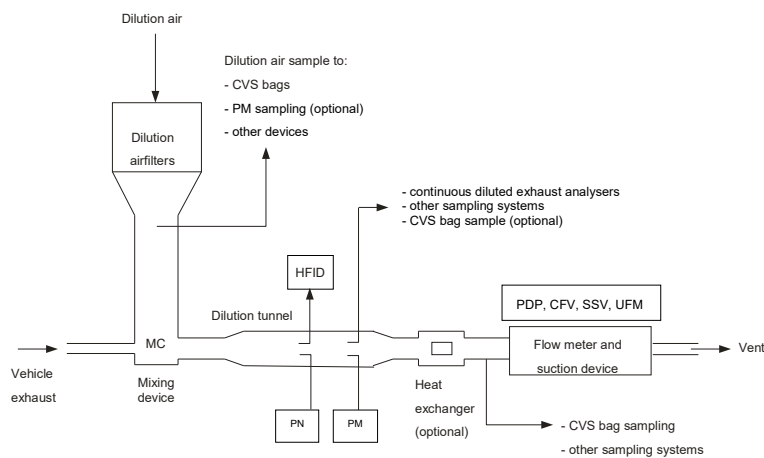 Dilution air
Dilution air sample to:
- CVS bags
- PM sampling (optional)
- other devices
Dilution
airfilters
- continuous diluted exhaust analysers
- other sampling systems
- CVS bag sample (optional)
HFID
PDP, CFV, SSV, UFM
Dilution tunnel
MC
Flow meter and
suction device
Vent
Vehicle
exhaust
Mixing
device
Heat
exchanger
(optional)
PN
PM
- CVS bag sampling
- other sampling systems